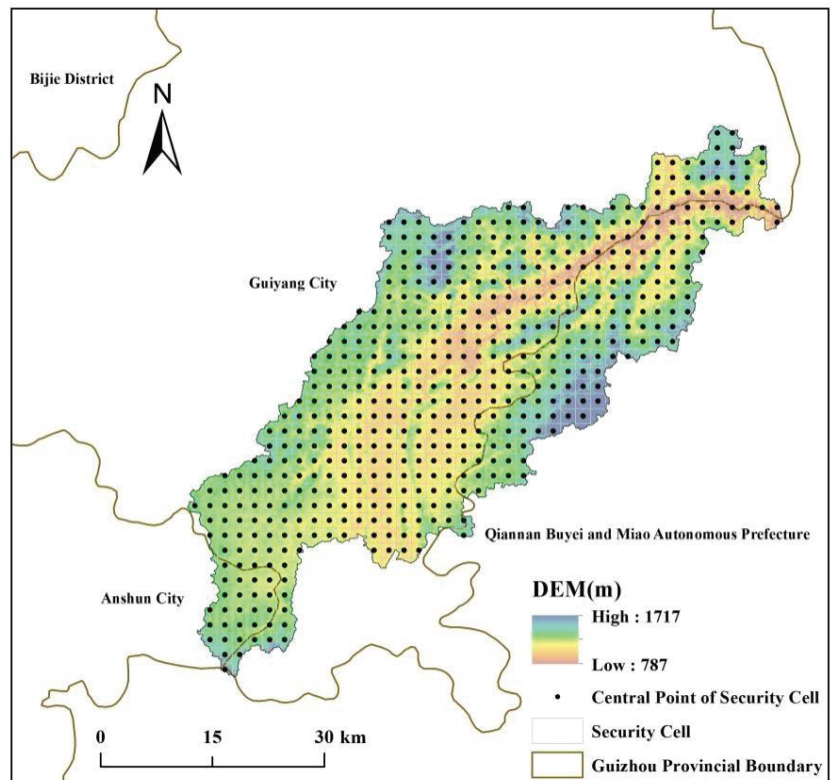 Bijie District
N
Guiyang City
Qiannan Buyei and Miao Autonomous Prefecture
Anshun City
DEM(m)
High : 1717
Low : 787
Central Point of Security Cell
Security Cell
Guizhou Provincial Boundary
0 15 30 km